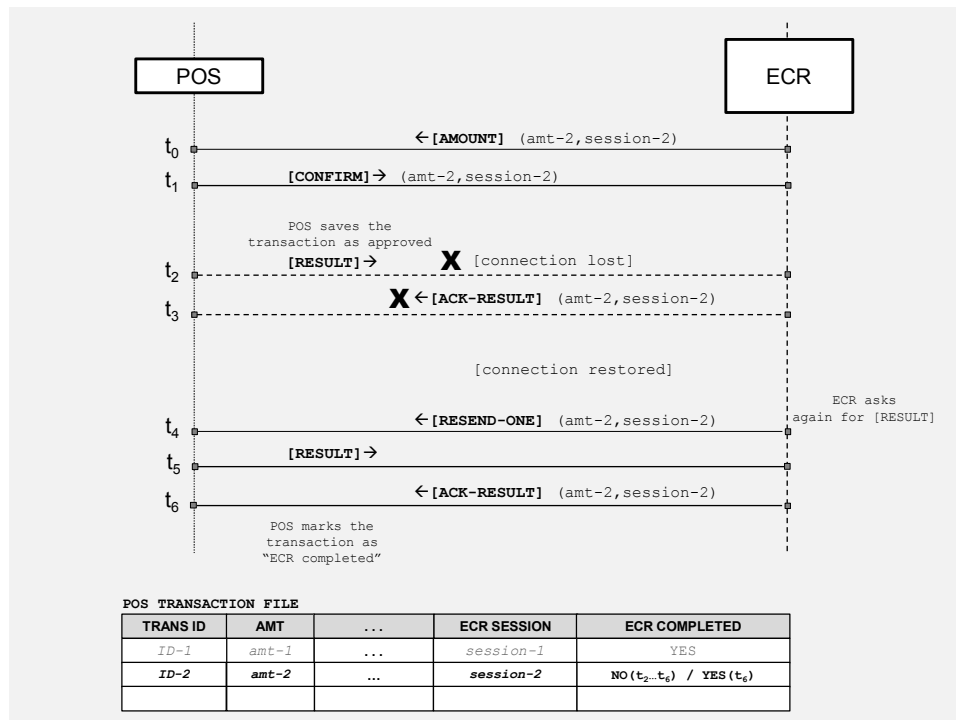 POS
ECR
t0 ←[AMOUNT] (amt-2,session-2)
t1 [CONFIRM]→ (amt-2,session-2)
POS saves the
transaction as approved
t2 [RESULT]→ X [connection lost]
t3 X ←[ACK-RESULT] (amt-2,session-2)
[connection restored]
ECR asks
again for [RESULT]
t4 ←[RESEND-ONE] (amt-2,session-2)
t5 [RESULT]→
t6 ←[ACK-RESULT] (amt-2,session-2)
POS marks the
transaction as
“ECR completed”
POS TRANSACTION FILE
TRANS ID AMT ... ECR SESSION ECR COMPLETED
ID-1 amt-1 ... session-1 YES
ID-2 amt-2 ... session-2 NO(t2…t6) / YES(t6)